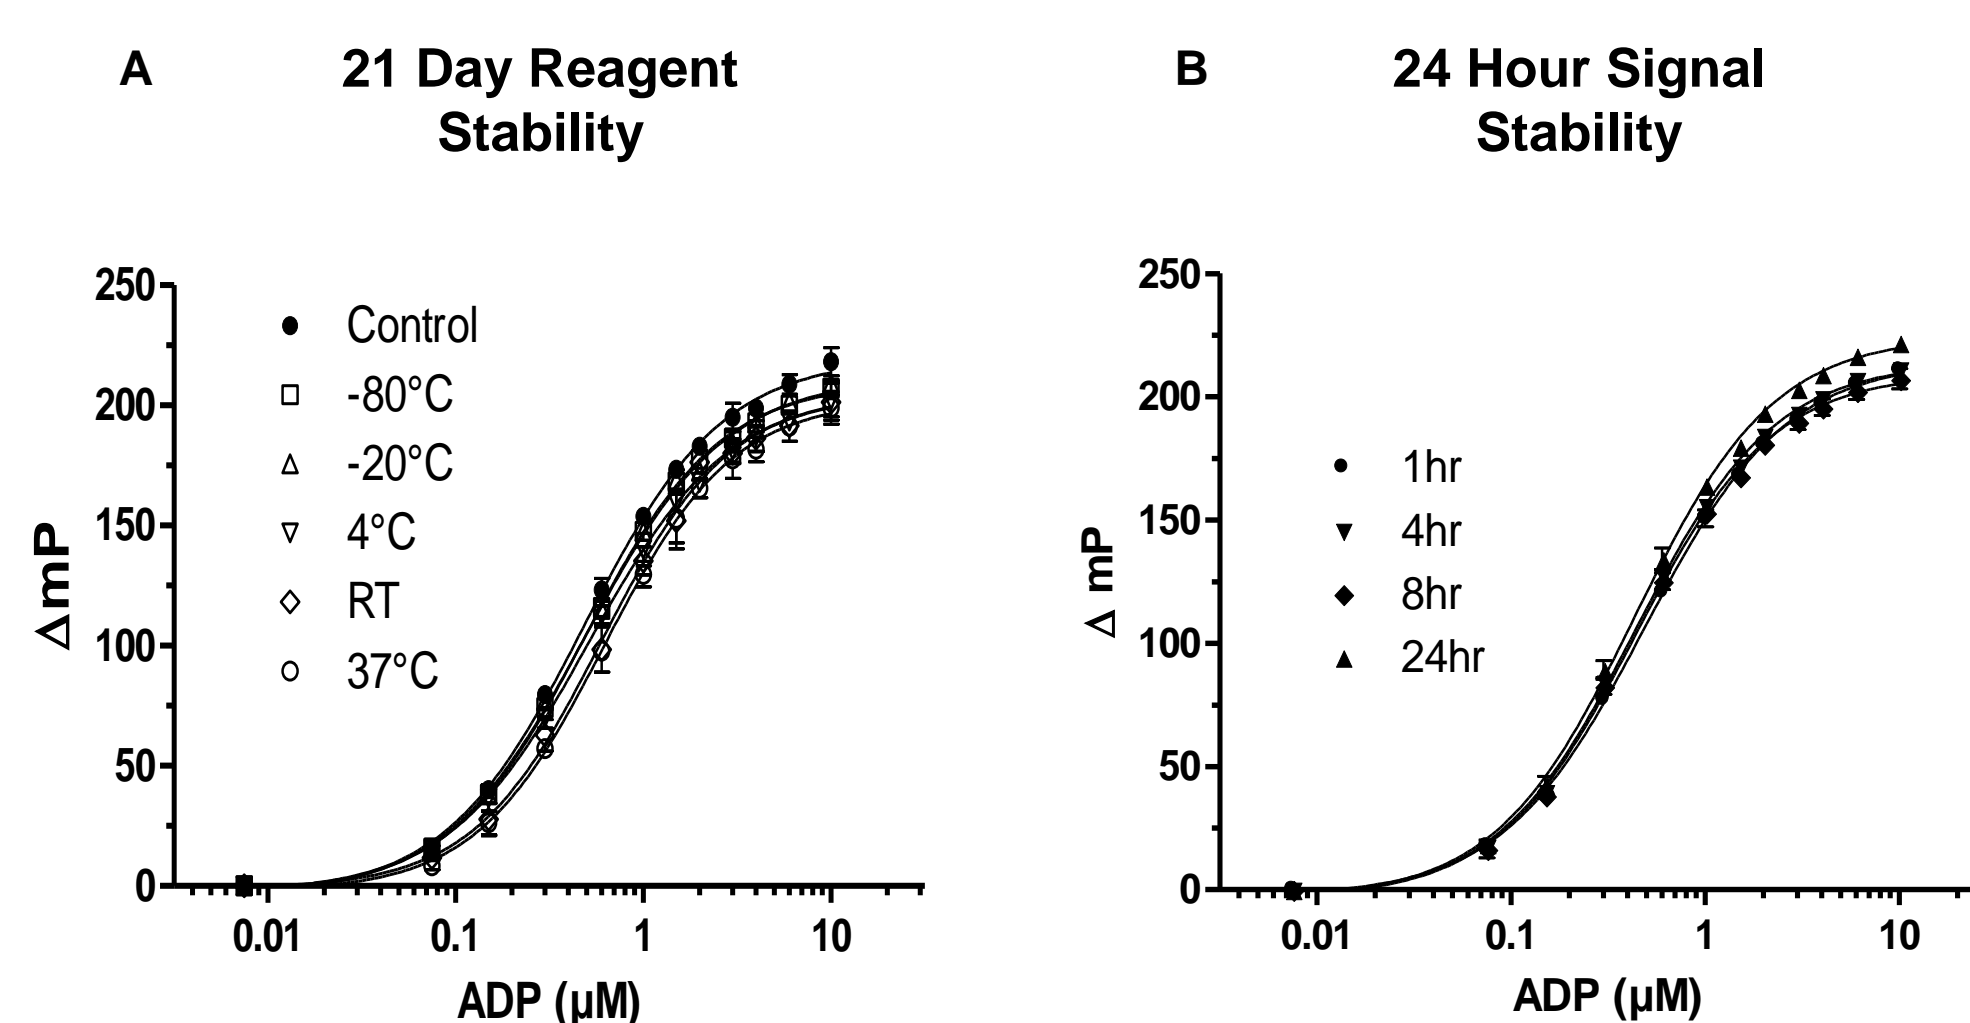 A
21 Day Reagent
Stability
250
200
150
100
50
0
Control
-80°C
-20°C
4°C
RT
37°C
Δ mP
0.01
0.1
1
10
ADP (µM)
B
24 Hour Signal
Stability
250
200
150
100
50
0
1hr
4hr
8hr
24hr
Δ mP
0.01
0.1
1
10
ADP (µM)